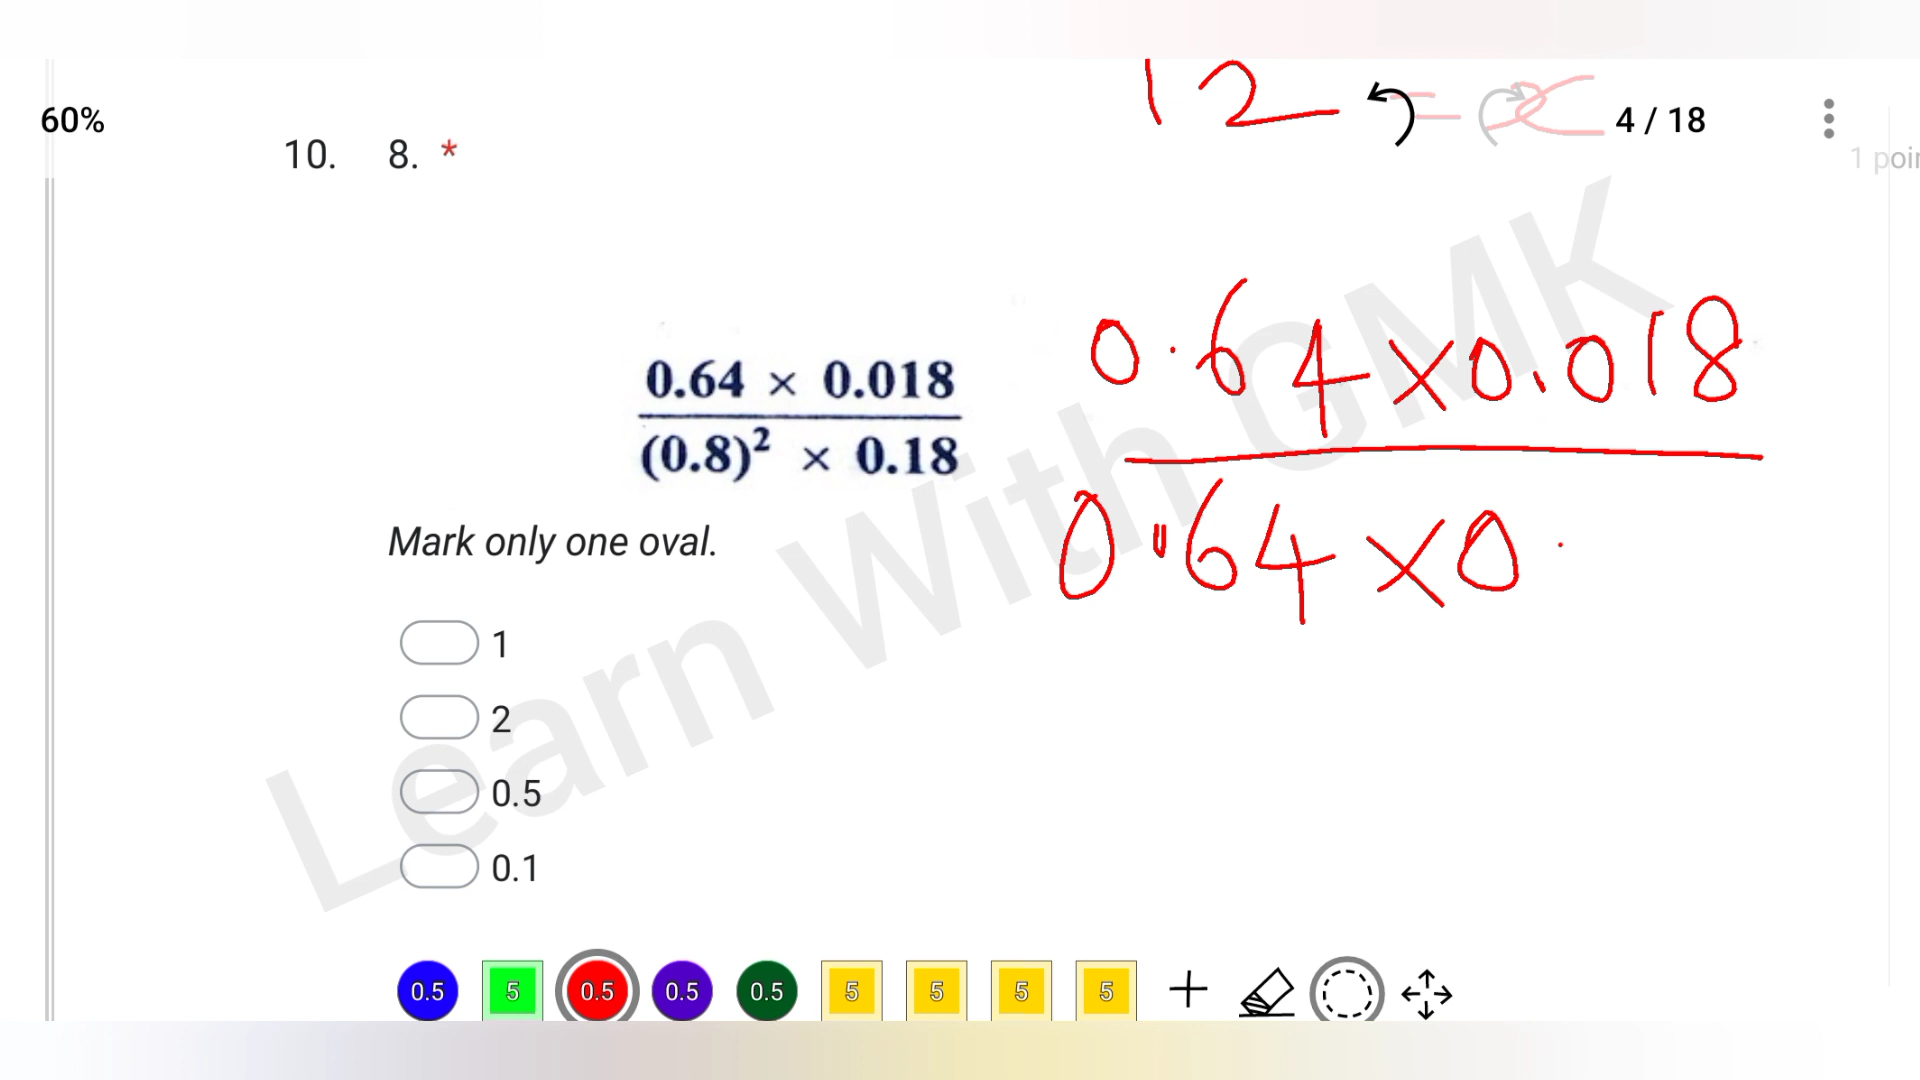 12 = 2
60%
4 / 18
10. 8. *
1 poin
0.64 × 0.018
(0.8)² × 0.18
0.64×0.018
0.64×0.
Mark only one oval.
1
2
0.5
0.1
Learn With GMK
0.5 5 0.5 0.5 0.5 5 5 5 5